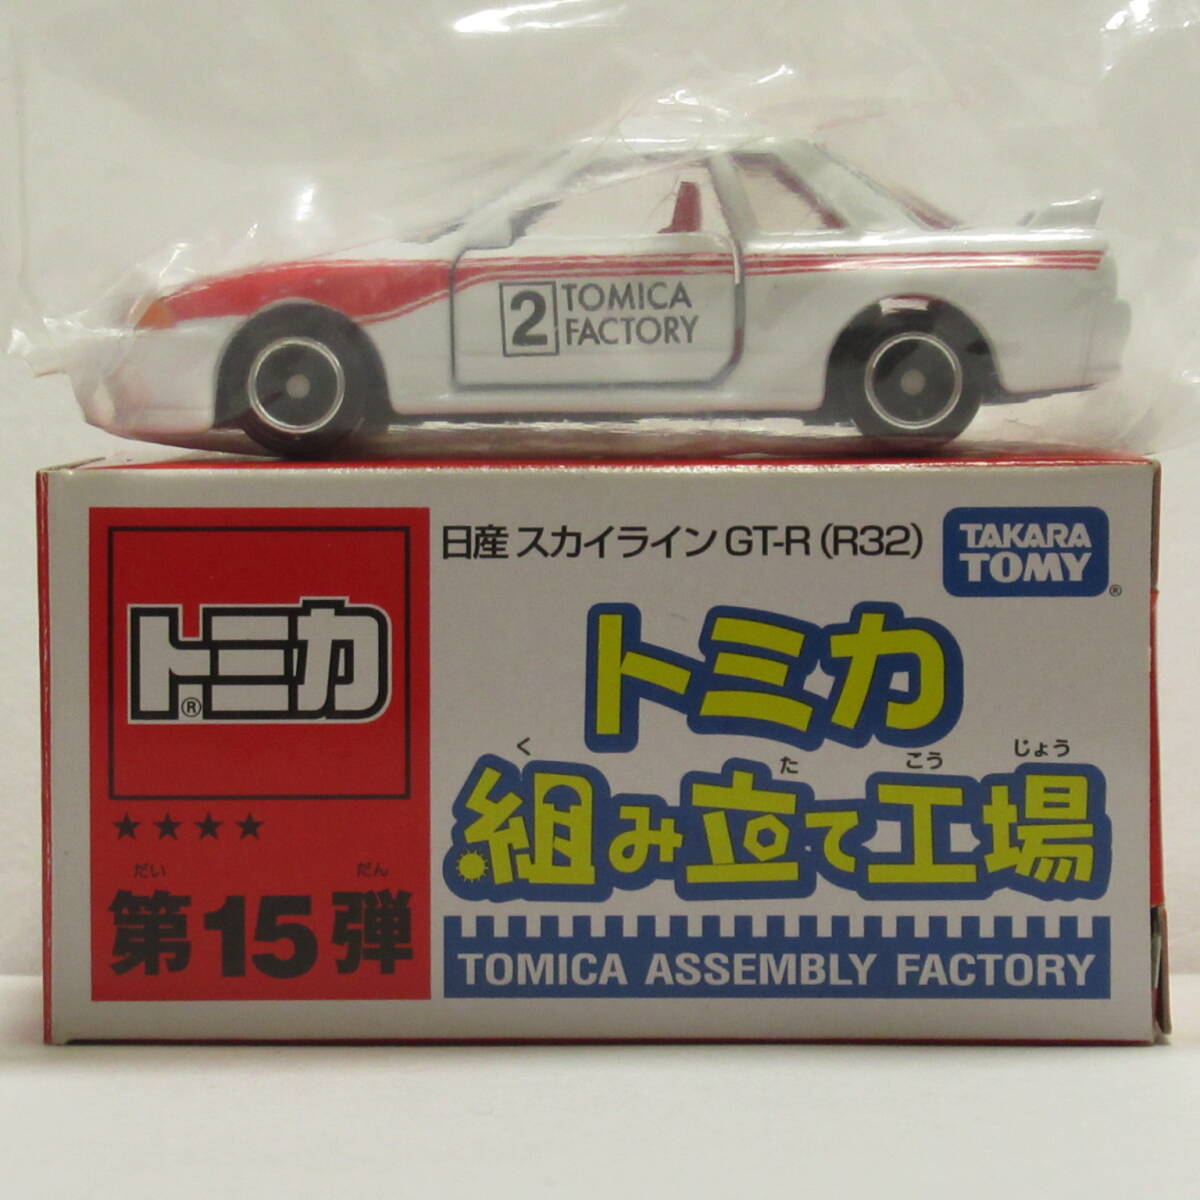 2 TOMICA
FACTORY
日産 スカイライン GT-R (R32)
TAKARA
TOMY
®
トミカ
®
トミカ
く た こう じょう
組み立て工場
★★★★
だい だん
第15弾
TOMICA ASSEMBLY FACTORY